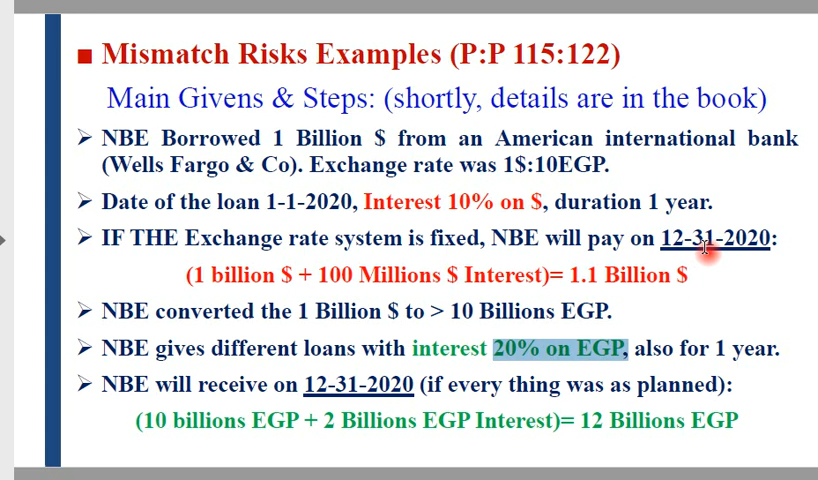 ■ Mismatch Risks Examples (P:P 115:122)
Main Givens & Steps: (shortly, details are in the book)
➢ NBE Borrowed 1 Billion $ from an American international bank
(Wells Fargo & Co). Exchange rate was 1$:10EGP.
➢ Date of the loan 1-1-2020, Interest 10% on $, duration 1 year.
➢ IF THE Exchange rate system is fixed, NBE will pay on 12-31-2020:
(1 billion $ + 100 Millions $ Interest)= 1.1 Billion $
➢ NBE converted the 1 Billion $ to > 10 Billions EGP.
➢ NBE gives different loans with interest 20% on EGP, also for 1 year.
➢ NBE will receive on 12-31-2020 (if every thing was as planned):
(10 billions EGP + 2 Billions EGP Interest)= 12 Billions EGP